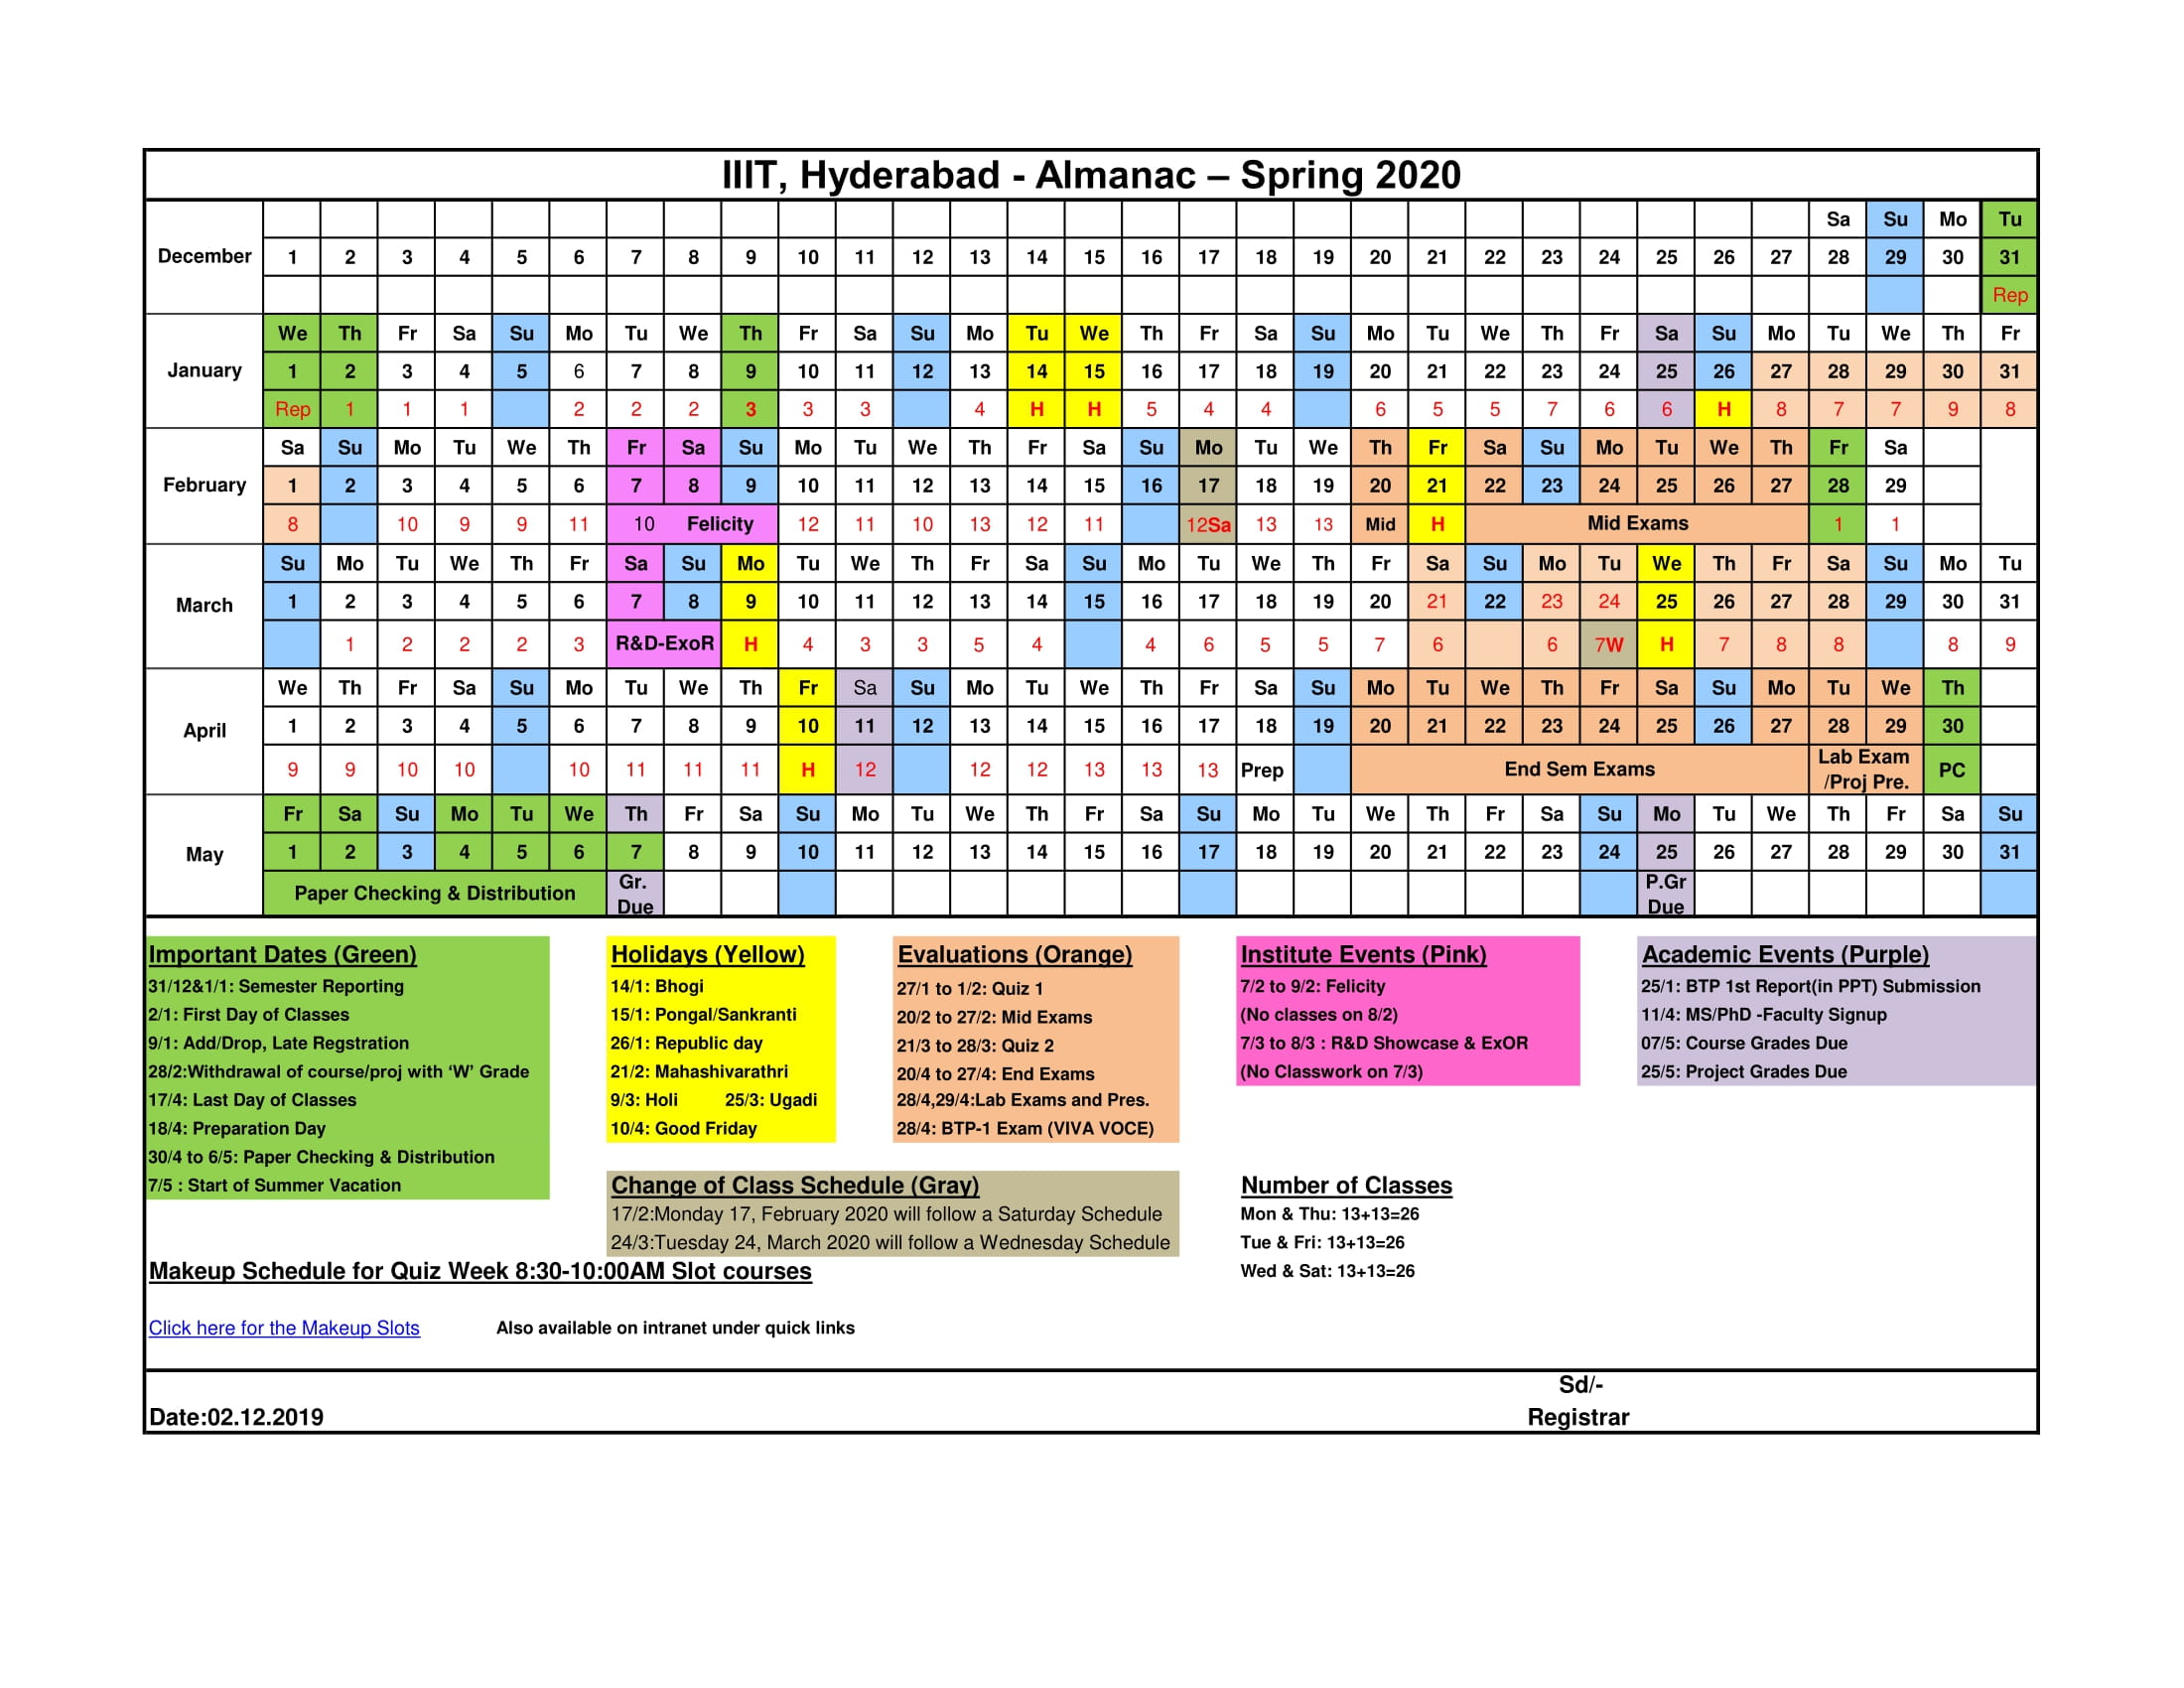 IIIT, Hyderabad - Almanac – Spring 2020
Sa Su Mo Tu
December 1 2 3 4 5 6 7 8 9 10 11 12 13 14 15 16 17 18 19 20 21 22 23 24 25 26 27 28 29 30 31
Rep
We Th Fr Sa Su Mo Tu We Th Fr Sa Su Mo Tu We Th Fr Sa Su Mo Tu We Th Fr Sa Su Mo Tu We Th Fr
January 1 2 3 4 5 6 7 8 9 10 11 12 13 14 15 16 17 18 19 20 21 22 23 24 25 26 27 28 29 30 31
Rep 1 1 1 2 2 2 3 3 3 4 H H 5 4 4 6 5 5 7 6 6 H 8 7 7 9 8
Sa Su Mo Tu We Th Fr Sa Su Mo Tu We Th Fr Sa Su Mo Tu We Th Fr Sa Su Mo Tu We Th Fr Sa
February 1 2 3 4 5 6 7 8 9 10 11 12 13 14 15 16 17 18 19 20 21 22 23 24 25 26 27 28 29
8 10 9 9 11 10 Felicity 12 11 10 13 12 11 12Sa 13 13 Mid H Mid Exams 1 1
Su Mo Tu We Th Fr Sa Su Mo Tu We Th Fr Sa Su Mo Tu We Th Fr Sa Su Mo Tu We Th Fr Sa Su Mo Tu
March 1 2 3 4 5 6 7 8 9 10 11 12 13 14 15 16 17 18 19 20 21 22 23 24 25 26 27 28 29 30 31
1 2 2 2 3 R&D-ExoR H 4 3 3 5 4 4 6 5 5 7 6 6 7W H 7 8 8 8 9
We Th Fr Sa Su Mo Tu We Th Fr Sa Su Mo Tu We Th Fr Sa Su Mo Tu We Th Fr Sa Su Mo Tu We Th
April 1 2 3 4 5 6 7 8 9 10 11 12 13 14 15 16 17 18 19 20 21 22 23 24 25 26 27 28 29 30
9 9 10 10 10 11 11 11 H 12 12 12 13 13 13 Prep End Sem Exams Lab Exam /Proj Pre. PC
Fr Sa Su Mo Tu We Th Fr Sa Su Mo Tu We Th Fr Sa Su Mo Tu We Th Fr Sa Su Mo Tu We Th Fr Sa Su
May 1 2 3 4 5 6 7 8 9 10 11 12 13 14 15 16 17 18 19 20 21 22 23 24 25 26 27 28 29 30 31
Paper Checking & Distribution Gr. Due P.Gr Due
Important Dates (Green)
31/12&1/1: Semester Reporting
2/1: First Day of Classes
9/1: Add/Drop, Late Regstration
28/2:Withdrawal of course/proj with ‘W’ Grade
17/4: Last Day of Classes
18/4: Preparation Day
30/4 to 6/5: Paper Checking & Distribution
7/5 : Start of Summer Vacation
Holidays (Yellow)
14/1: Bhogi
15/1: Pongal/Sankranti
26/1: Republic day
21/2: Mahashivarathri
9/3: Holi 25/3: Ugadi
10/4: Good Friday
Evaluations (Orange)
27/1 to 1/2: Quiz 1
20/2 to 27/2: Mid Exams
21/3 to 28/3: Quiz 2
20/4 to 27/4: End Exams
28/4,29/4:Lab Exams and Pres.
28/4: BTP-1 Exam (VIVA VOCE)
Institute Events (Pink)
7/2 to 9/2: Felicity
(No classes on 8/2)
7/3 to 8/3 : R&D Showcase & ExOR
(No Classwork on 7/3)
Academic Events (Purple)
25/1: BTP 1st Report(in PPT) Submission
11/4: MS/PhD -Faculty Signup
07/5: Course Grades Due
25/5: Project Grades Due
Change of Class Schedule (Gray)
17/2:Monday 17, February 2020 will follow a Saturday Schedule
24/3:Tuesday 24, March 2020 will follow a Wednesday Schedule
Number of Classes
Mon & Thu: 13+13=26
Tue & Fri: 13+13=26
Wed & Sat: 13+13=26
Makeup Schedule for Quiz Week 8:30-10:00AM Slot courses
Click here for the Makeup Slots Also available on intranet under quick links
Sd/-
Date:02.12.2019 Registrar